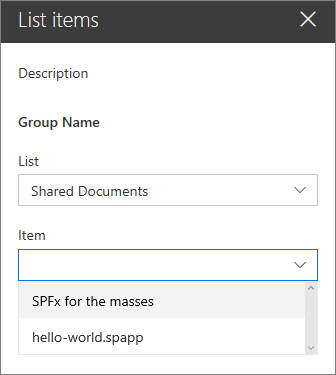 List items
Description
Group Name
List
Shared Documents
Item
SPFx for the masses
hello-world.spapp